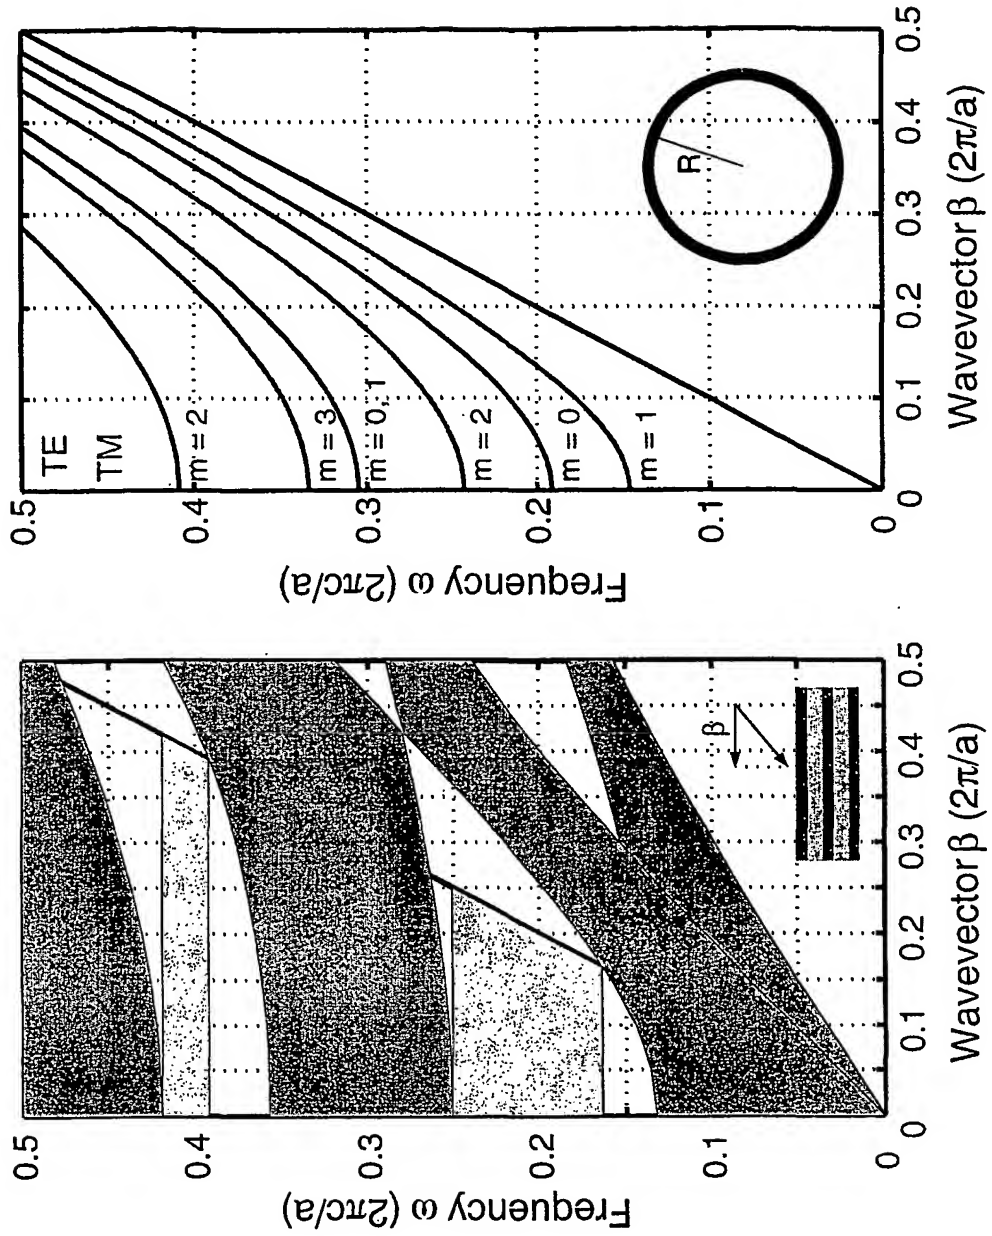 Frequency ω (2πc/a)
0.5
0.4
0.3
0.2
0.1
0
0
0.1
0.2
0.3
0.4
0.5
Wavevector β (2π/a)
β
Frequency ω (2πc/a)
0.5
0.4
0.3
0.2
0.1
0
0
0.1
0.2
0.3
0.4
0.5
Wavevector β (2π/a)
TE
TM
m = 2
m = 3
m = 0, 1
m = 2
m = 0
m = 1
R